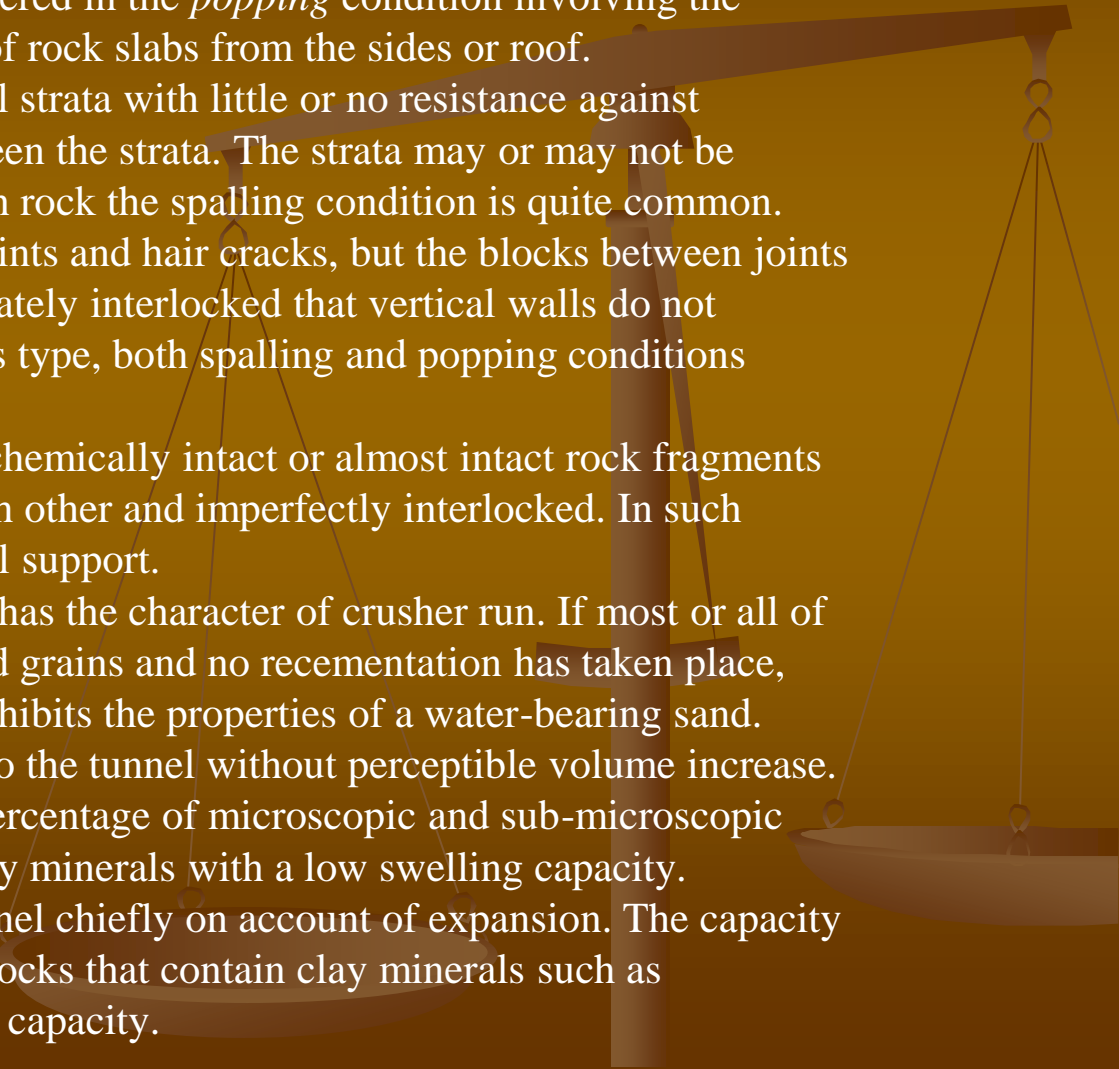 ered in the popping condition involving the
of rock slabs from the sides or roof.
l strata with little or no resistance against
een the strata. The strata may or may not be
n rock the spalling condition is quite common.
ints and hair cracks, but the blocks between joints
ately interlocked that vertical walls do not
s type, both spalling and popping conditions
chemically intact or almost intact rock fragments
h other and imperfectly interlocked. In such
l support.
has the character of crusher run. If most or all of
d grains and no recementation has taken place,
hibits the properties of a water-bearing sand.
o the tunnel without perceptible volume increase.
ercentage of microscopic and sub-microscopic
y minerals with a low swelling capacity.
nel chiefly on account of expansion. The capacity
ocks that contain clay minerals such as
capacity.